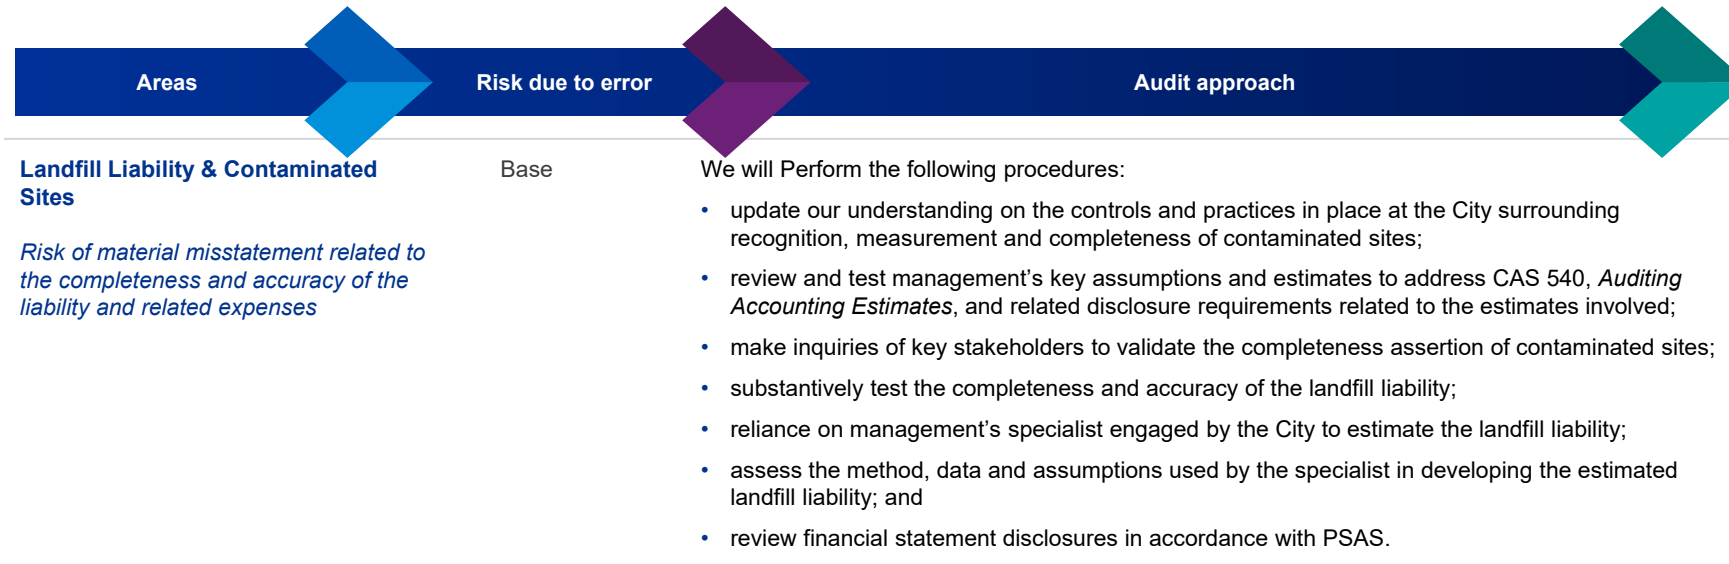 Areas
Risk due to error
Audit approach
Landfill Liability & Contaminated
Sites
Risk of material misstatement related to
the completeness and accuracy of the
liability and related expenses
Base
We will Perform the following procedures:
• update our understanding on the controls and practices in place at the City surrounding
recognition, measurement and completeness of contaminated sites;
• review and test management’s key assumptions and estimates to address CAS 540, Auditing
Accounting Estimates, and related disclosure requirements related to the estimates involved;
• make inquiries of key stakeholders to validate the completeness assertion of contaminated sites;
• substantively test the completeness and accuracy of the landfill liability;
• reliance on management’s specialist engaged by the City to estimate the landfill liability;
• assess the method, data and assumptions used by the specialist in developing the estimated
landfill liability; and
• review financial statement disclosures in accordance with PSAS.